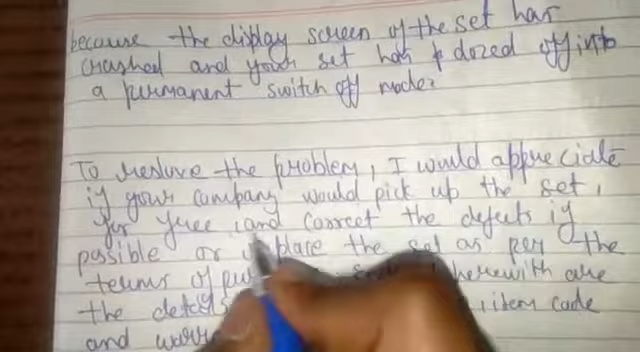 because the display screen of the set has
crashed and your set has dozed off into
a permanent switch off mode.
To resolve the problem, I would appreciate
if your company would pick up the set,
for free and correct the defects if
possible or the set as per the
terms of herewith are
the item code
and